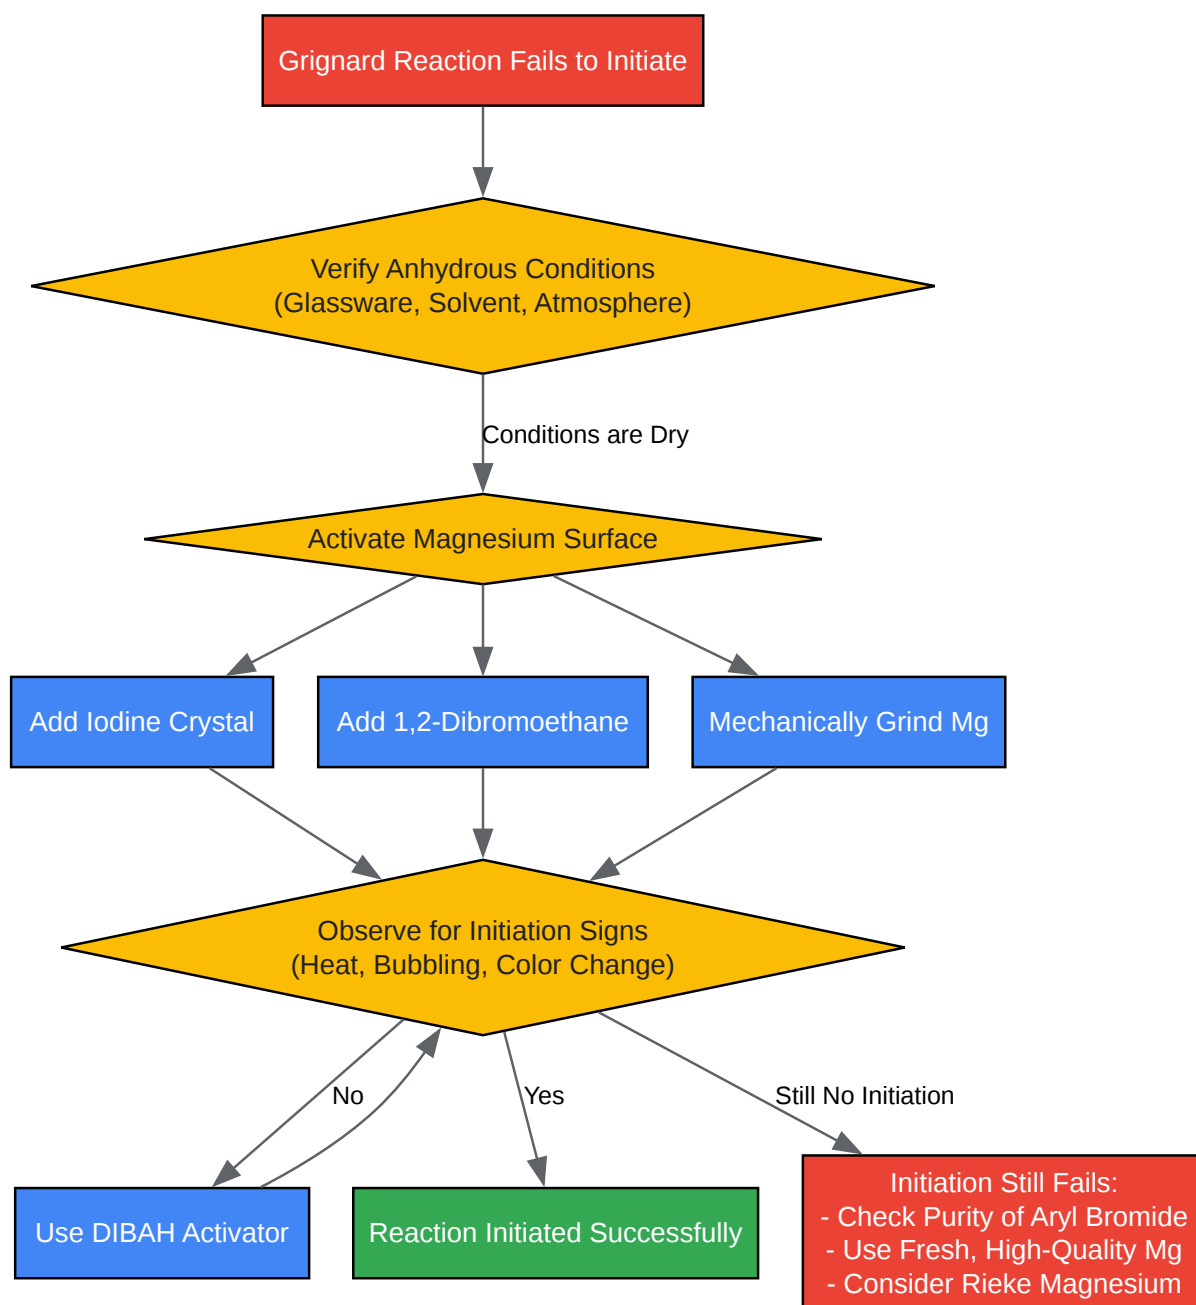 Grignard Reaction Fails to Initiate
Verify Anhydrous Conditions
(Glassware, Solvent, Atmosphere)
Conditions are Dry
Activate Magnesium Surface
Add Iodine Crystal
Add 1,2-Dibromoethane
Mechanically Grind Mg
Observe for Initiation Signs
(Heat, Bubbling, Color Change)
No
Yes
Still No Initiation
Use DIBAH Activator
Reaction Initiated Successfully
Initiation Still Fails:
- Check Purity of Aryl Bromide
- Use Fresh, High-Quality Mg
- Consider Rieke Magnesium